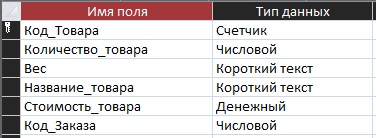 Имя поля Тип данных
Код_Товара Счетчик
Количество_товара Числовой
Вес Короткий текст
Название_товара Короткий текст
Стоимость_товара Денежный
Код_Заказа Числовой